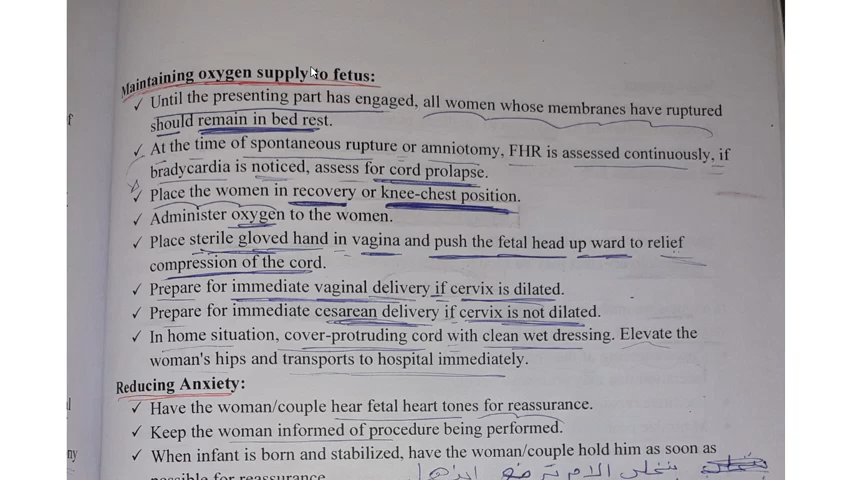 Maintaining oxygen supply to fetus:
✓ Until the presenting part has engaged, all women whose membranes have ruptured
should remain in bed rest.
✓ At the time of spontaneous rupture or amniotomy, FHR is assessed continuously, if
bradycardia is noticed, assess for cord prolapse.
✓ Place the women in recovery or knee-chest position.
✓ Administer oxygen to the women.
✓ Place sterile gloved hand in vagina and push the fetal head up ward to relief
compression of the cord.
✓ Prepare for immediate vaginal delivery if cervix is dilated.
✓ Prepare for immediate cesarean delivery if cervix is not dilated.
✓ In home situation, cover-protruding cord with clean wet dressing. Elevate the
woman's hips and transports to hospital immediately.
Reducing Anxiety:
✓ Have the woman/couple hear fetal heart tones for reassurance.
✓ Keep the woman informed of procedure being performed.
✓ When infant is born and stabilized, have the woman/couple hold him as soon as
possible for reassurance